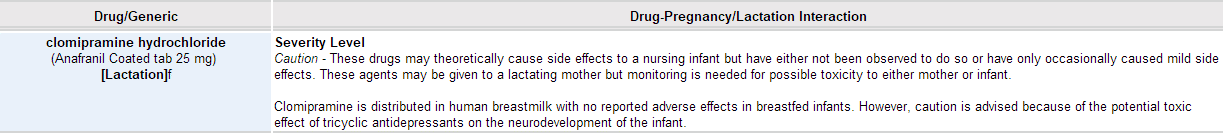 Drug/Generic
Drug-Pregnancy/Lactation Interaction
clomipramine hydrochloride
(Anafranil Coated tab 25 mg)
[Lactation]f
Severity Level
Caution - These drugs may theoretically cause side effects to a nursing infant but have either not been observed to do so or have only occasionally caused mild side
effects. These agents may be given to a lactating mother but monitoring is needed for possible toxicity to either mother or infant.
Clomipramine is distributed in human breastmilk with no reported adverse effects in breastfed infants. However, caution is advised because of the potential toxic
effect of tricyclic antidepressants on the neurodevelopment of the infant.